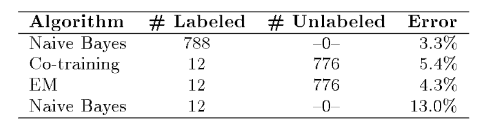 Algorithm # Labeled # Unlabeled Error
Naive Bayes 788 –0– 3.3%
Co-training 12 776 5.4%
EM 12 776 4.3%
Naive Bayes 12 –0– 13.0%